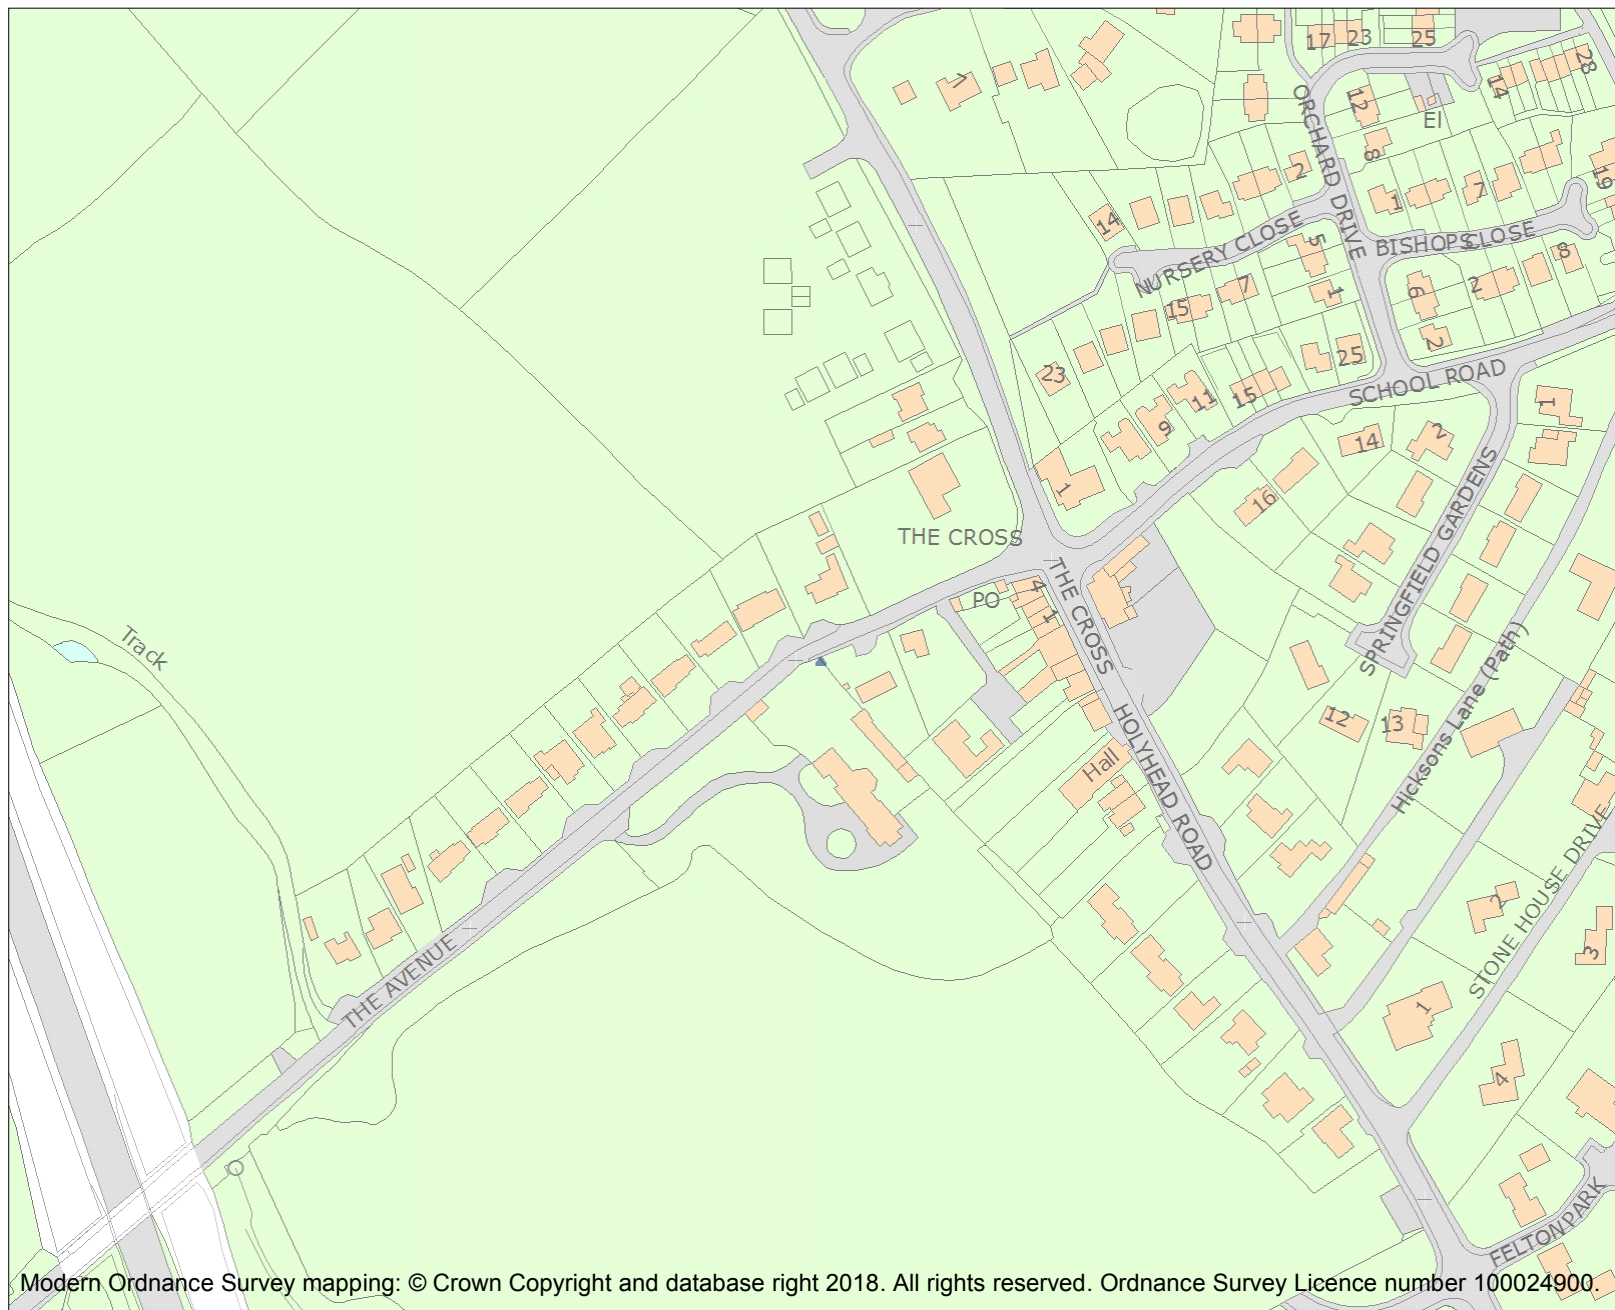 17
23
25
28
7
14
12
El
ORCHARD DRIVE
8
2
19
14
1
7
NURSERY CLOSE
5
BISHOPS CLOSE
8
7
1
15
6
2
2
25
23
SCHOOL ROAD
15
11
1
9
14
2
1
16
THE CROSS
SPRINGFIELD GARDENS
THE CROSS
4
PO
1
Track
Hicksons Lane (Path)
12
13
HOLYHEAD ROAD
Hall
STONE HOUSE DRIVE
2
3
THE AVENUE
1
4
FELTON PARK
Modern Ordnance Survey mapping: © Crown Copyright and database right 2018. All rights reserved. Ordnance Survey Licence number 100024900.